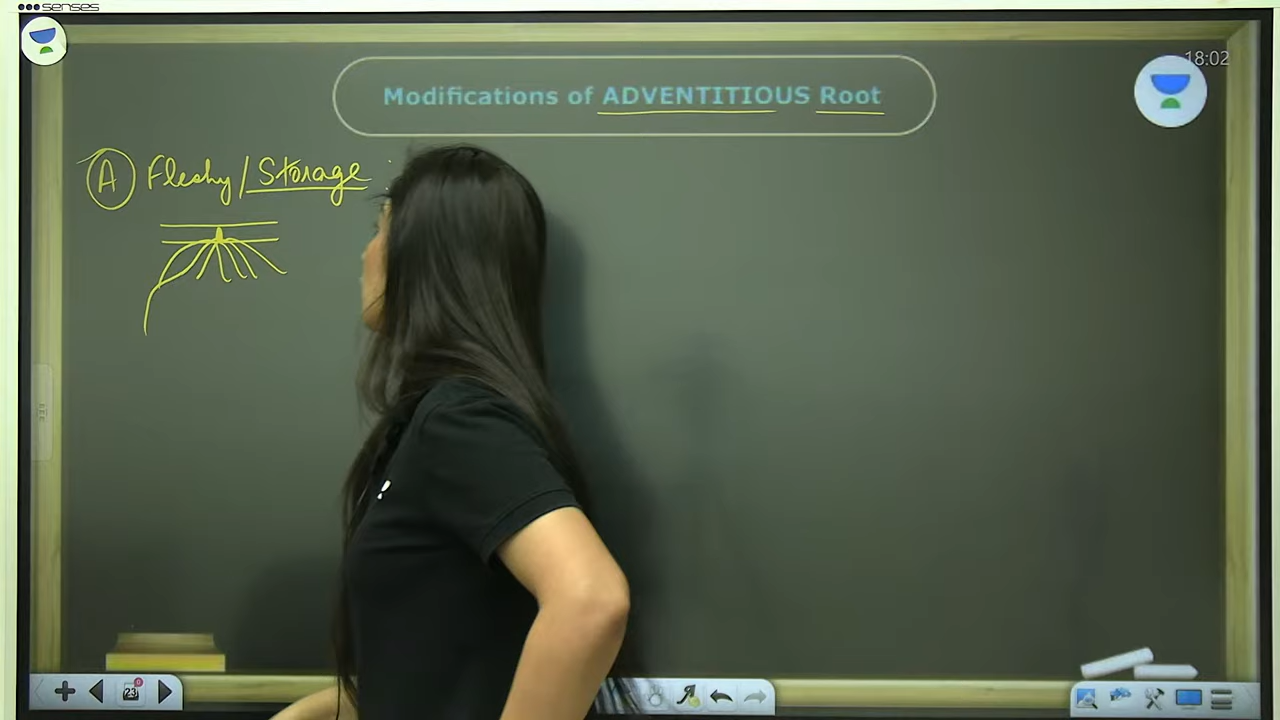 senses
18:02
Modifications of ADVENTITIOUS Root
A Fleshy/Storage :
23